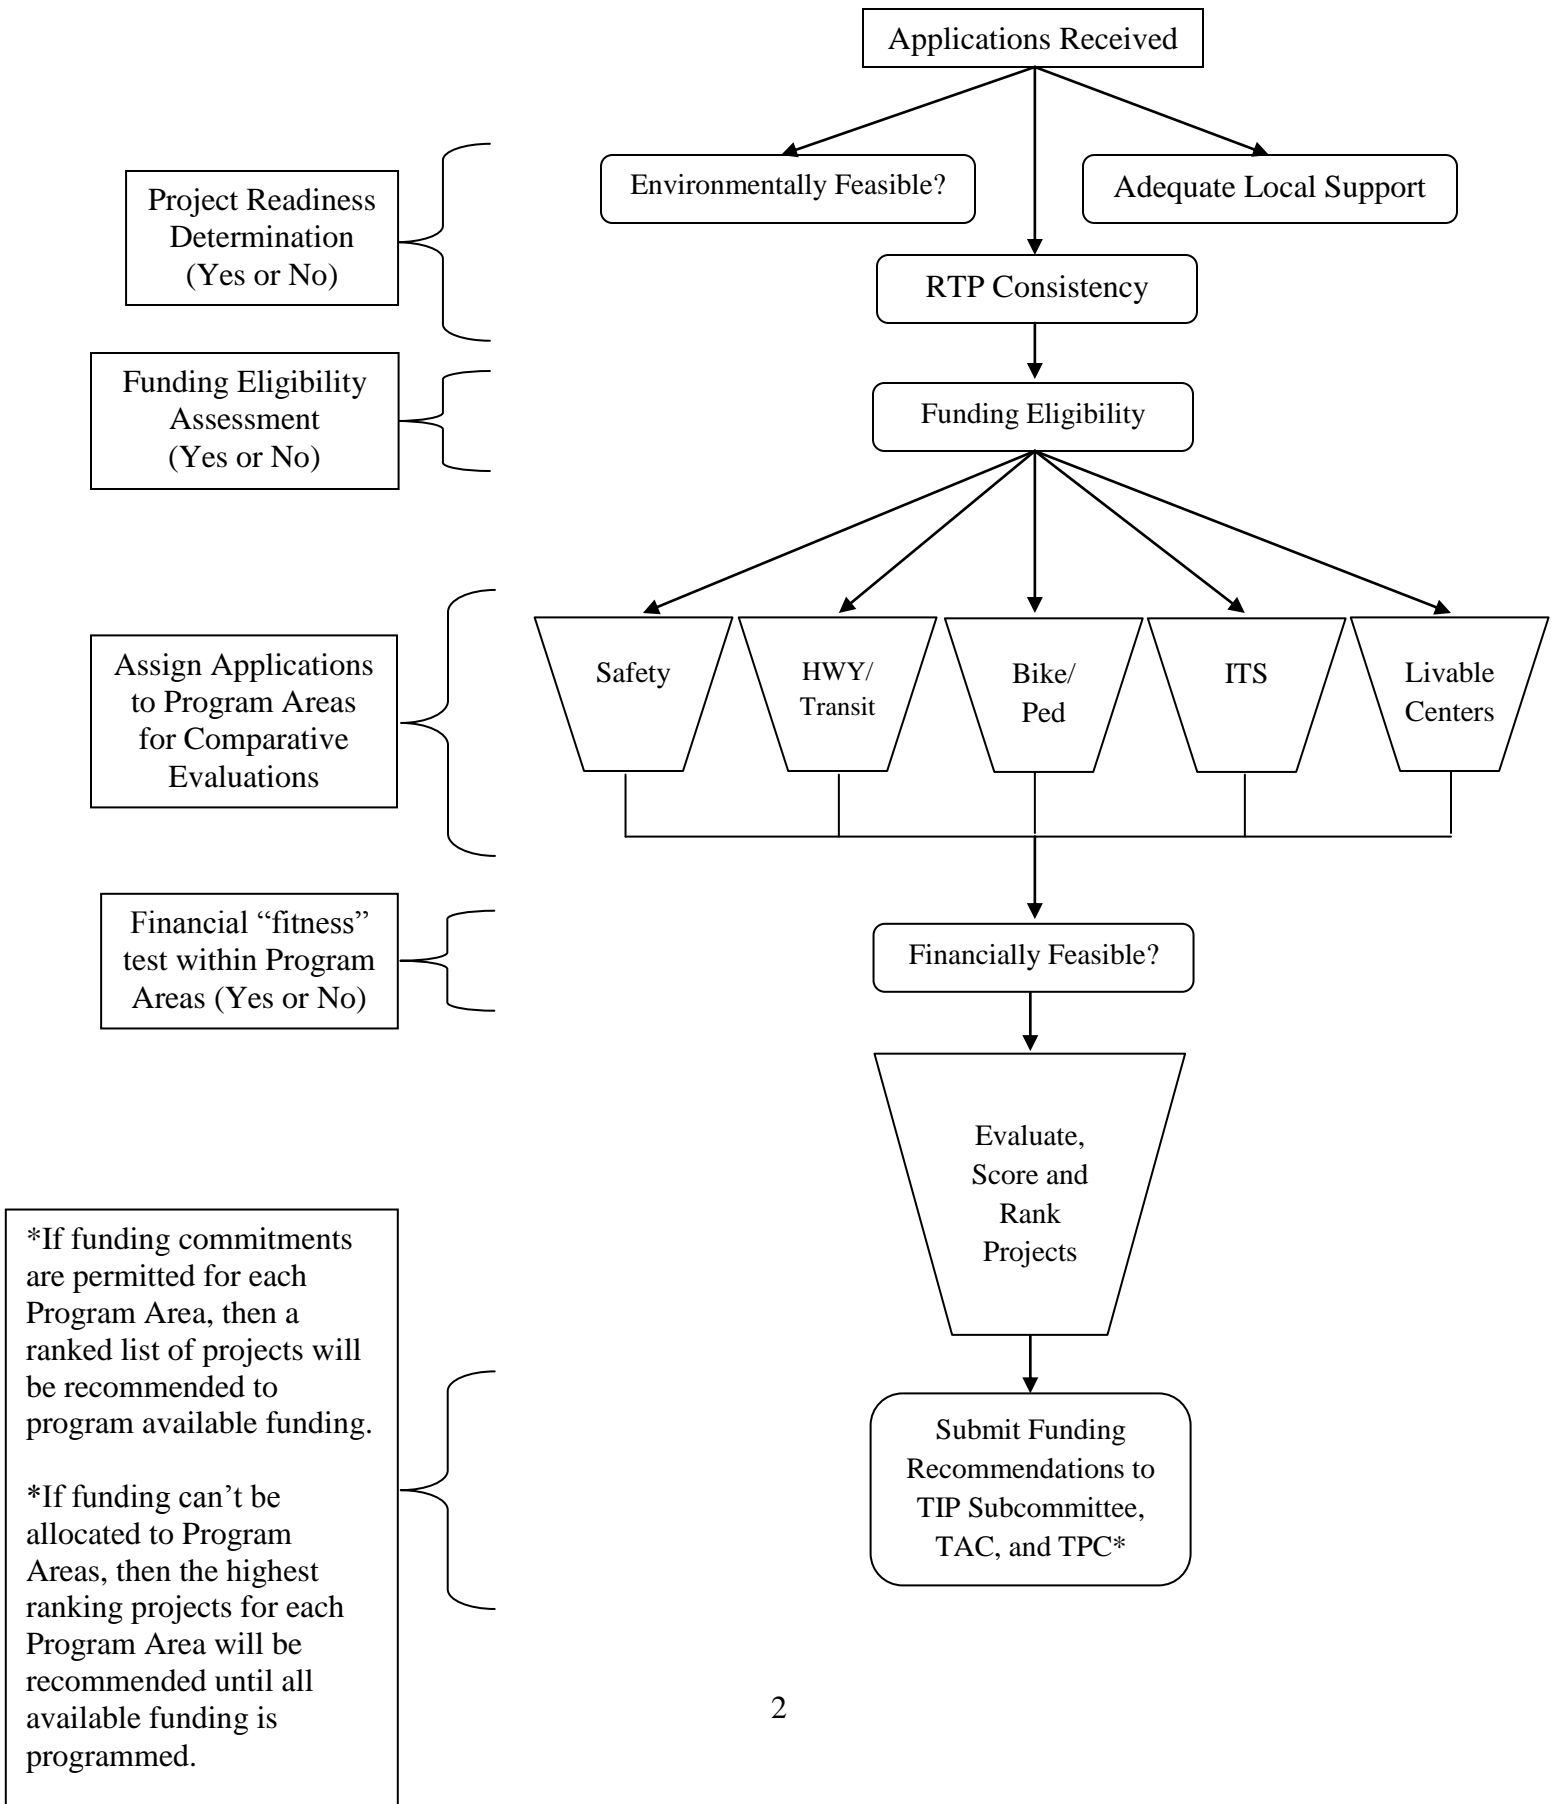 Applications Received
Environmentally Feasible?
Adequate Local Support
Project Readiness
Determination
(Yes or No)
RTP Consistency
Funding Eligibility
Assessment
(Yes or No)
Funding Eligibility
Assign Applications
to Program Areas
for Comparative
Evaluations
Safety
HWY/
Transit
Bike/
Ped
ITS
Livable
Centers
Financial “fitness”
test within Program
Areas (Yes or No)
Financially Feasible?
Evaluate,
Score and
Rank
Projects
*If funding commitments
are permitted for each
Program Area, then a
ranked list of projects will
be recommended to
program available funding.
*If funding can’t be
allocated to Program
Areas, then the highest
ranking projects for each
Program Area will be
recommended until all
available funding is
programmed.
Submit Funding
Recommendations to
TIP Subcommittee,
TAC, and TPC*
2